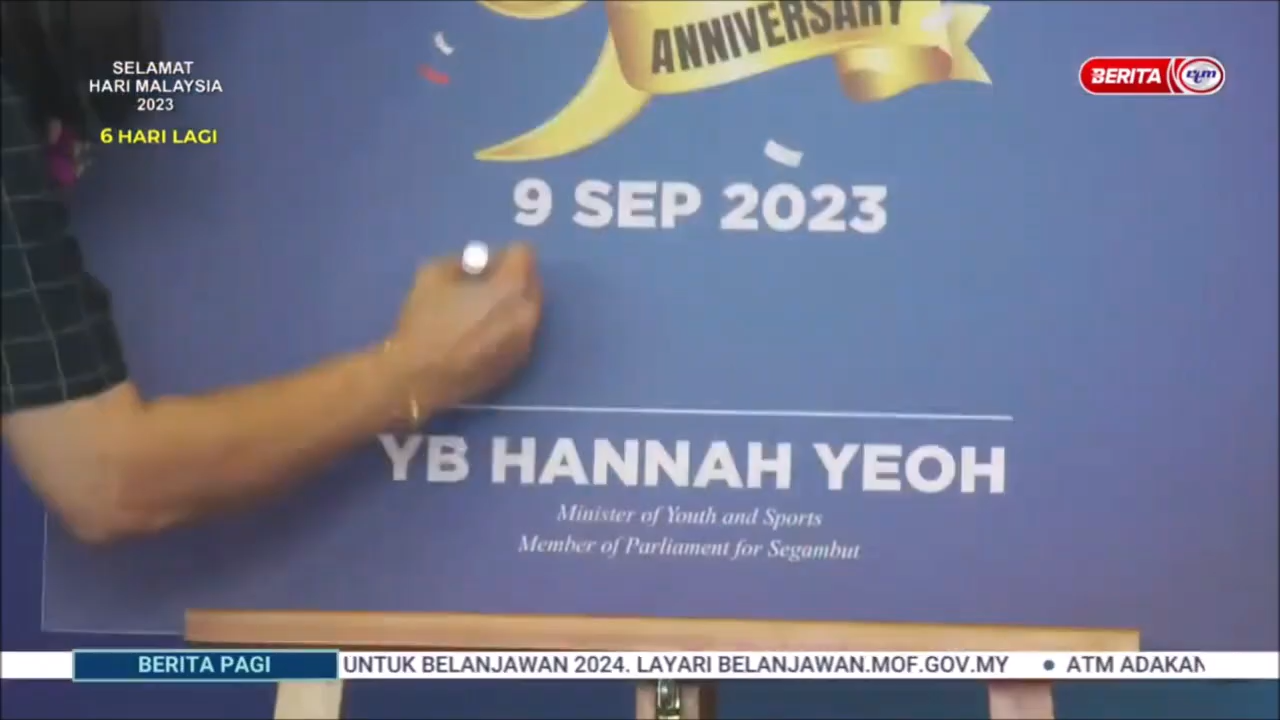 SELAMAT
HARI MALAYSIA
2023
6 HARI LAGI
BERITA rtm
ANNIVERSARY
9 SEP 2023
YB HANNAH YEOH
Minister of Youth and Sports
Member of Parliament for Segambut
BERITA PAGI
UNTUK BELANJAWAN 2024. LAYARI BELANJAWAN.MOF.GOV.MY • ATM ADAKAN